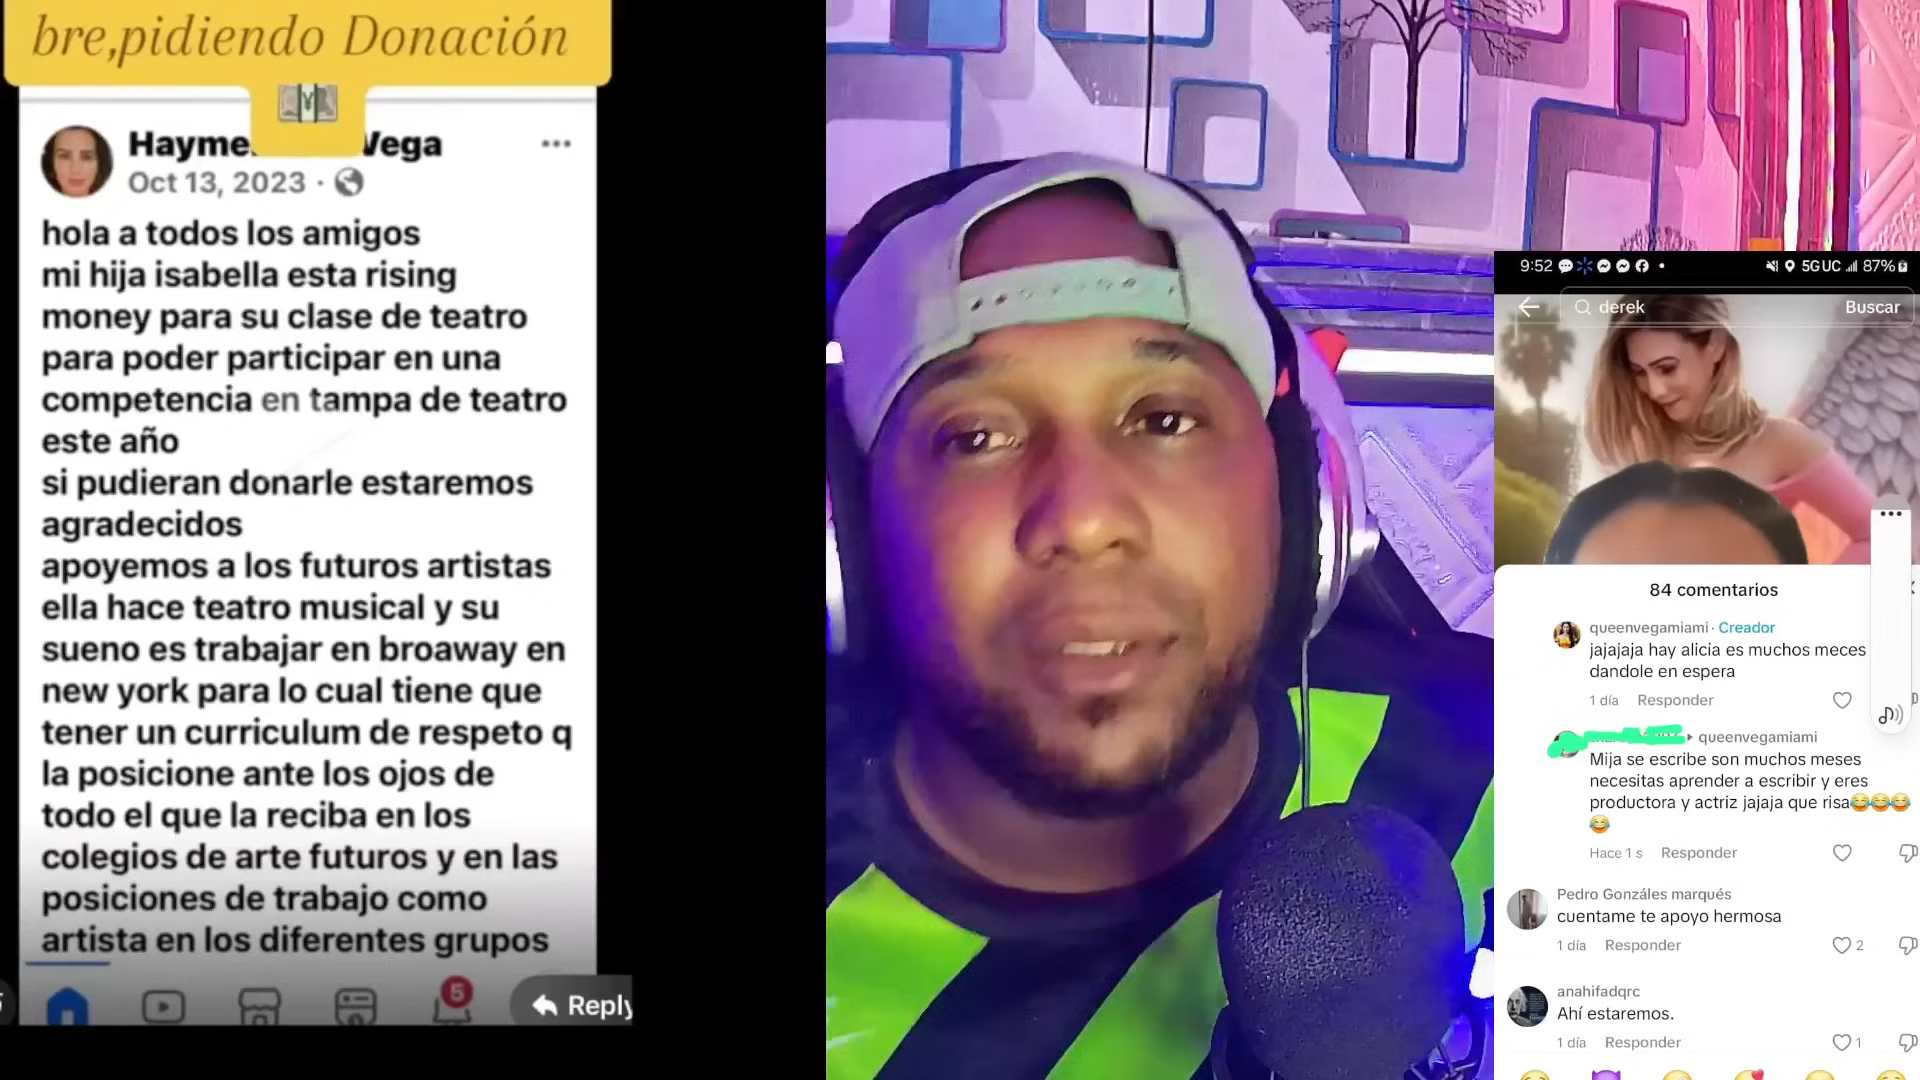 bre,pidiendo Donación
Hayme Vega
Oct 13, 2023 ·
hola a todos los amigos
mi hija isabella esta rising
money para su clase de teatro
para poder participar en una
competencia en tampa de teatro
este año
si pudieran donarle estaremos
agradecidos
apoyemos a los futuros artistas
ella hace teatro musical y su
sueno es trabajar en broaway en
new york para lo cual tiene que
tener un curriculum de respeto q
la posicione ante los ojos de
todo el que la reciba en los
colegios de arte futuros y en las
posiciones de trabajo como
artista en los diferentes grupos
5
Reply
9:52
5GUC 87%
derek
Buscar
84 comentarios
queenvegamiami · Creador
jajajaja hay alicia es muchos meces
dandole en espera
1 día Responder
queenvegamiami
Mija se escribe son muchos meses
necesitas aprender a escribir y eres
productora y actriz jajaja que risa😂😂😂
😂
Hace 1 s Responder
Pedro Gonzáles marqués
cuentame te apoyo hermosa
1 día Responder 2
anahifadqrc
Ahí estaremos.
1 día Responder 1